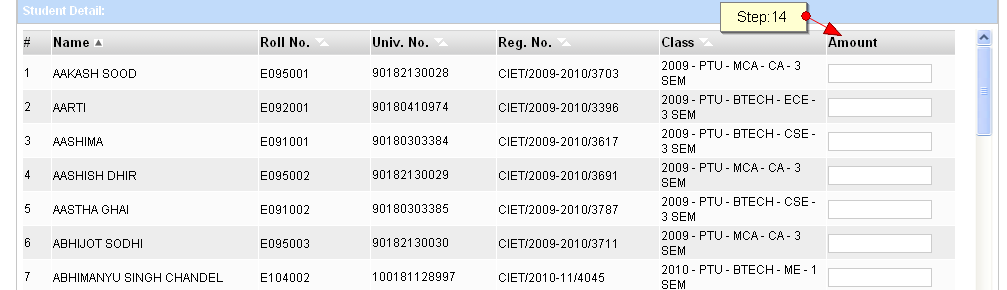 Student Detail:
Step:14
# Name Roll No. Univ. No. Reg. No. Class Amount
1 AAKASH SOOD E095001 90182130028 CIET/2009-2010/3703 2009 - PTU - MCA - CA - 3
SEM
2 AARTI E092001 90180410974 CIET/2009-2010/3396 2009 - PTU - BTECH - ECE -
3 SEM
3 AASHIMA E091001 90180303384 CIET/2009-2010/3617 2009 - PTU - BTECH - CSE -
3 SEM
4 AASHISH DHIR E095002 90182130029 CIET/2009-2010/3691 2009 - PTU - MCA - CA - 3
SEM
5 AASTHA GHAI E091002 90180303385 CIET/2009-2010/3787 2009 - PTU - BTECH - CSE -
3 SEM
6 ABHIJOT SODHI E095003 90182130030 CIET/2009-2010/3711 2009 - PTU - MCA - CA - 3
SEM
7 ABHIMANYU SINGH CHANDEL E104002 100181128997 CIET/2010-11/4045 2010 - PTU - BTECH - ME - 1
SEM